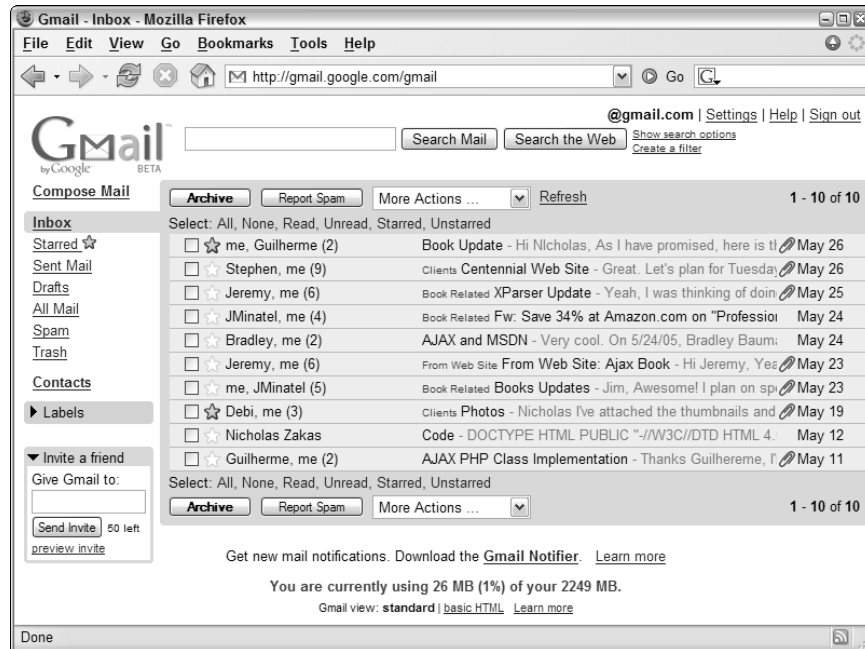 Gmail - Inbox - Mozilla Firefox
File Edit View Go Bookmarks Tools Help
http://gmail.google.com/gmail Go G
@gmail.com | Settings | Help | Sign out
Gmail by Google BETA
Search Mail Search the Web Show search options
Create a filter
Compose Mail
Inbox
Starred
Sent Mail
Drafts
All Mail
Spam
Trash
Contacts
Labels
Invite a friend
Give Gmail to:
Send Invite 50 left
preview invite
Archive Report Spam More Actions ... Refresh 1 - 10 of 10
Select: All, None, Read, Unread, Starred, Unstarred
me, Guilherme (2) Book Update - Hi NIcholas, As I have promised, here is th May 26
Stephen, me (9) Clients Centennial Web Site - Great. Let's plan for Tuesday May 26
Jeremy, me (6) Book Related XParser Update - Yeah, I was thinking of doin May 25
JMinatel, me (4) Book Related Fw: Save 34% at Amazon.com on "Profession May 24
Bradley, me (2) AJAX and MSDN - Very cool. On 5/24/05, Bradley Bauma May 24
Jeremy, me (6) From Web Site From Web Site: Ajax Book - Hi Jeremy, Yea May 23
me, JMinatel (5) Book Related Books Updates - Jim, Awesome! I plan on spe May 23
Debi, me (3) Clients Photos - Nicholas I've attached the thumbnails and May 19
Nicholas Zakas Code - DOCTYPE HTML PUBLIC "-//W3C//DTD HTML 4. May 12
Guilherme, me (2) AJAX PHP Class Implementation - Thanks Guilhereme, I' May 11
Select: All, None, Read, Unread, Starred, Unstarred
Archive Report Spam More Actions ... 1 - 10 of 10
Get new mail notifications. Download the Gmail Notifier. Learn more
You are currently using 26 MB (1%) of your 2249 MB.
Gmail view: standard | basic HTML Learn more
Done